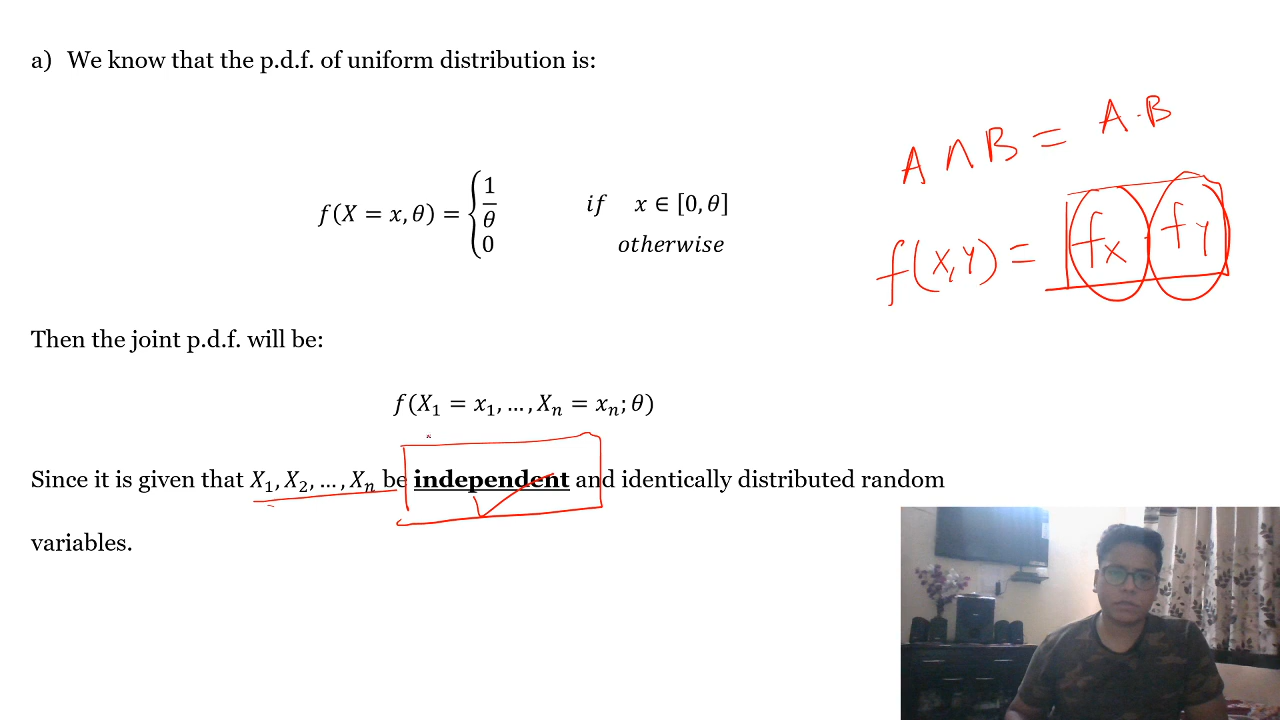 a) We know that the p.d.f. of uniform distribution is:
A ∩ B = A · B
f(X = x, θ) = { 1/θ if x ∈ [0, θ]
0 otherwise
f(X,Y) = fx · fy
Then the joint p.d.f. will be:
f(X₁ = x₁, … , Xₙ = xₙ; θ)
Since it is given that X₁, X₂, … , Xₙ be independent and identically distributed random
variables.